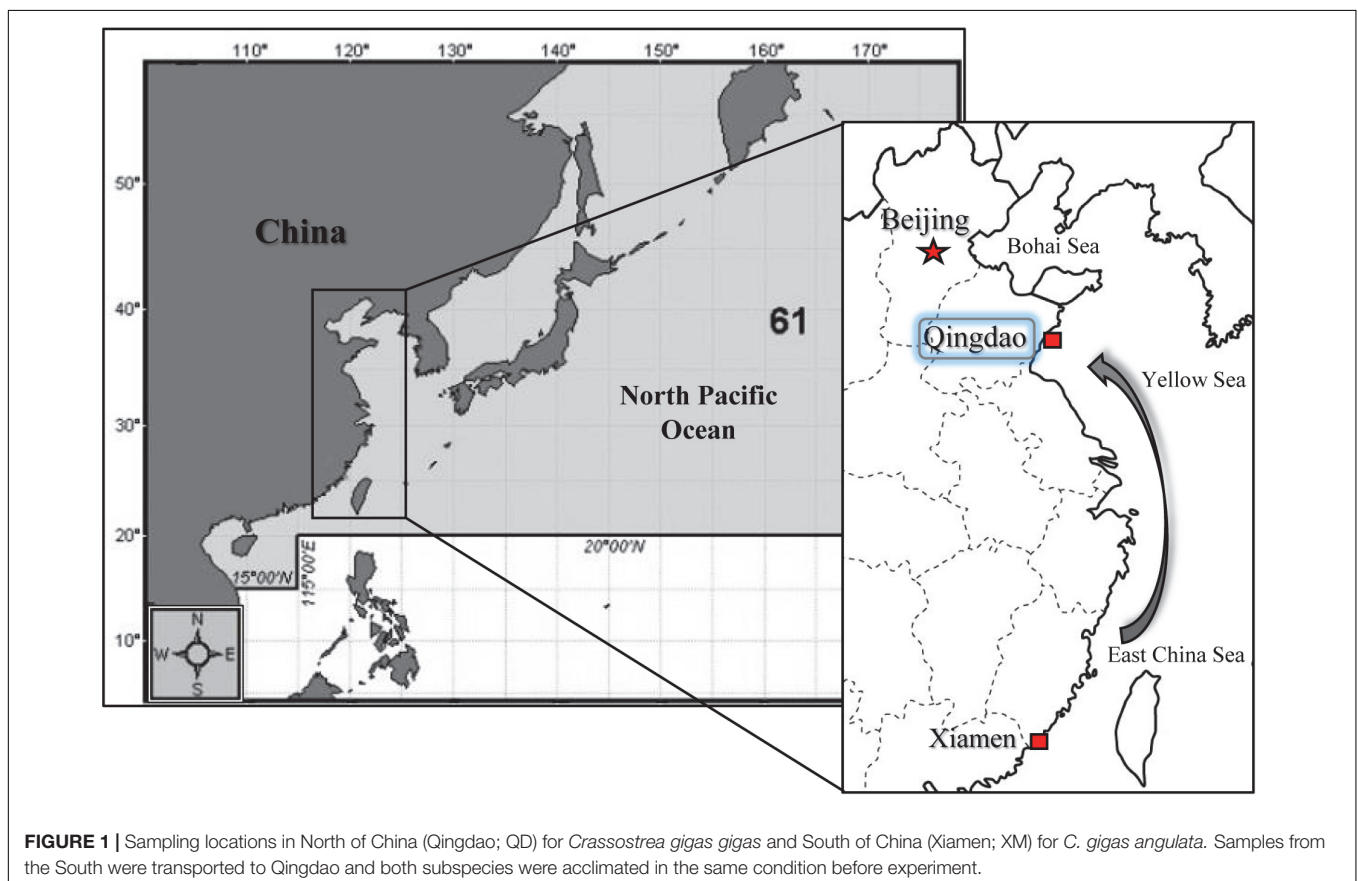 110° 120° 130° 140° 150° 160° 170°
50°
40°
30°
20°
10°
China
61
North Pacific
Ocean
20°00'N
15°00'N
115°00'E
N
W E
S
Beijing
Bohai Sea
Qingdao
Yellow Sea
East China Sea
Xiamen
FIGURE 1 | Sampling locations in North of China (Qingdao; QD) for Crassostrea gigas gigas and South of China (Xiamen; XM) for C. gigas angulata. Samples from
the South were transported to Qingdao and both subspecies were acclimated in the same condition before experiment.